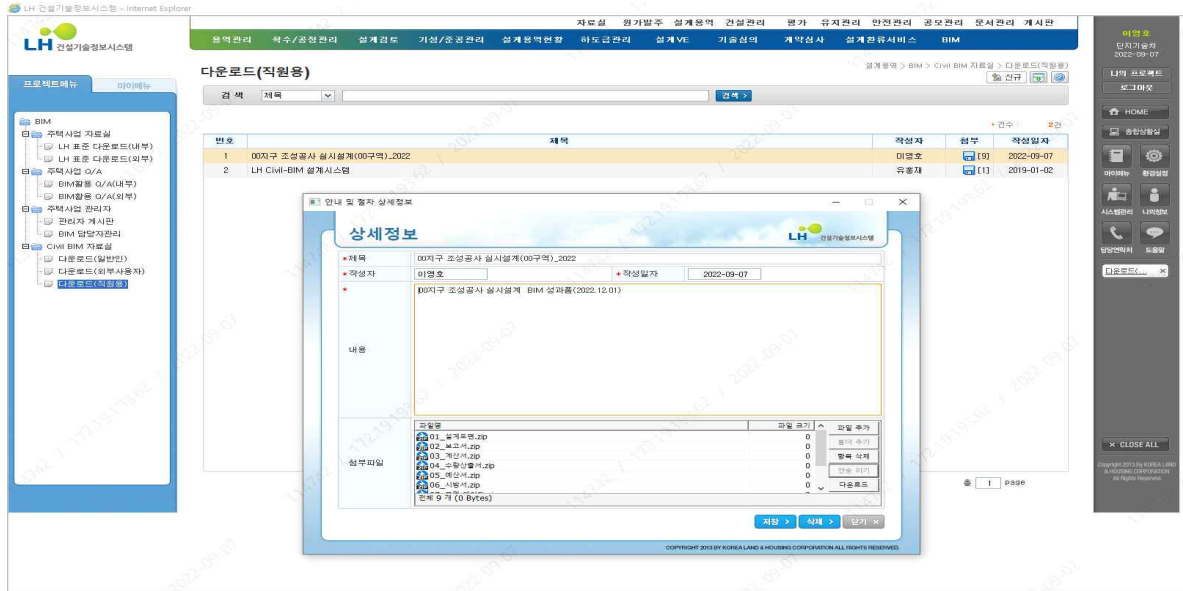 LH 건설기술정보시스템 - Internet Explorer
자료실 원가발주 설계용역 건설관리 평가 유지관리 안전관리 공모관리 문서관리 게시판
LH 건설기술정보시스템
용역관리 착수/공정관리 설계검토 기성/준공관리 설계용역현황 하도급관리 설계VE 기술심의 계약심사 설계환류서비스 BIM
프로젝트메뉴 마이메뉴
BIM
주택사업 자료실
LH 표준 다운로드(내부)
LH 표준 다운로드(외부)
주택사업 Q/A
BIM활용 Q/A(내부)
BIM활용 Q/A(외부)
주택사업 관리자
관리자 게시판
BIM 담당자관리
Civil BIM 자료실
다운로드(일반인)
다운로드(외부사용자)
다운로드(직원용)
다운로드(직원용)
설계용역 > BIM > Civil BIM 자료실 > 다운로드(직원용)
신규
검색 제목 검색 >
건수 : 2건
번호 제목 작성자 첨부 작성일자
1 00지구 조성공사 실시설계(00구역)_2022 이영호 [9] 2022-09-07
2 LH Civil-BIM 설계시스템 유홍재 [1] 2019-01-02
안내 및 절차 상세정보
상세정보
LH 건설기술정보시스템
*제목 00지구 조성공사 실시설계(00구역)_2022
*작성자 이영호 *작성일자 2022-09-07
*
내용
00지구 조성공사 실시설계 BIM 성과품(2022.12.01)
첨부파일
파일명 파일 크기
01_설계도면.zip 0
02_보고서.zip 0
03_계산서.zip 0
04_수량산출서.zip 0
05_예산서.zip 0
06_시방서.zip 0
전체 9 개 (0 Bytes)
파일 추가
폴더 추가
항목 삭제
전송 하기
다운로드
저장 > 삭제 > 닫기 ×
COPYRIGHT 2013 BY KOREA LAND & HOUSING CORPORATION ALL RIGHTS RESERVED.
총 1 page
이영호
단지기술처
2022-09-07
나의 프로젝트
로그아웃
HOME
종합상황실
마이메뉴 환경설정
시스템관리 나의정보
담당연락처 도움말
다운로드(... ×
× CLOSE ALL
Copyright 2013 By KOREA LAND
& HOUSING CORPORATION
All Rights Reserved.